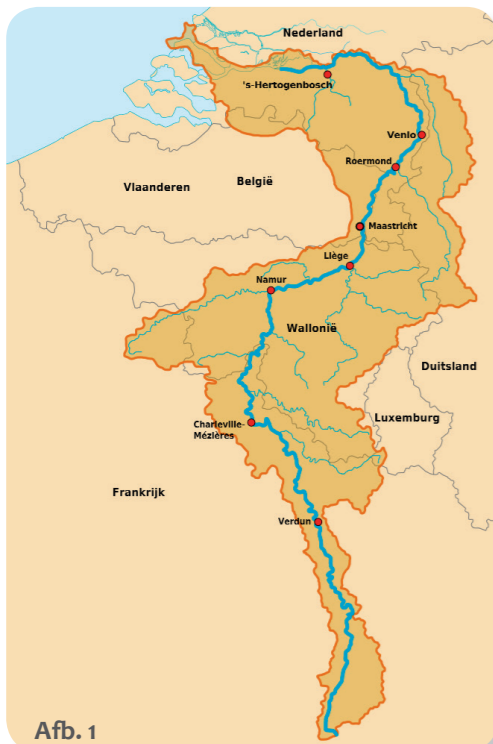 Nederland
's-Hertogenbosch
Venlo
Roermond
Vlaanderen
België
Maastricht
Liège
Namur
Wallonië
Duitsland
Luxemburg
Charleville-
Mézières
Frankrijk
Verdun
Afb. 1